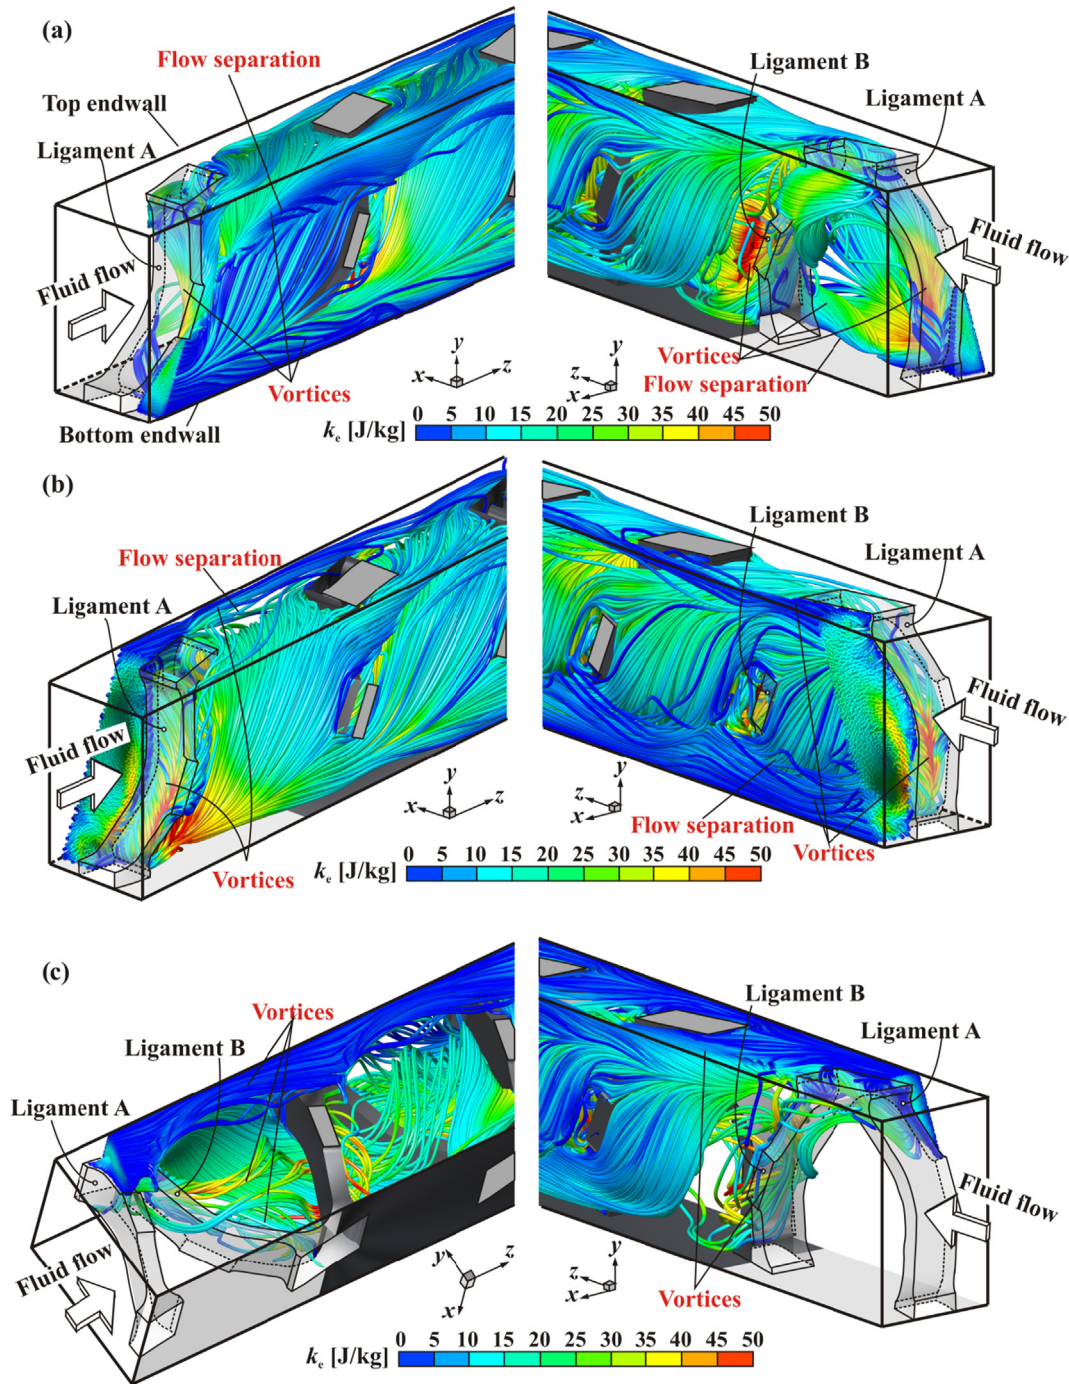 (a)
Flow separation
Top endwall
Ligament A
Fluid flow
Vortices
Bottom endwall
y
x
z
Ligament B
Ligament A
Fluid flow
Vortices
Flow separation
y
z
x
kₑ [J/kg]
0 5 10 15 20 25 30 35 40 45 50
(b)
Flow separation
Ligament A
Fluid flow
Vortices
y
x
z
Ligament B
Ligament A
Fluid flow
Flow separation
Vortices
y
z
x
kₑ [J/kg]
0 5 10 15 20 25 30 35 40 45 50
(c)
Vortices
Ligament B
Ligament A
Fluid flow
y
z
x
Ligament B
Ligament A
Fluid flow
Vortices
y
z
x
kₑ [J/kg]
0 5 10 15 20 25 30 35 40 45 50